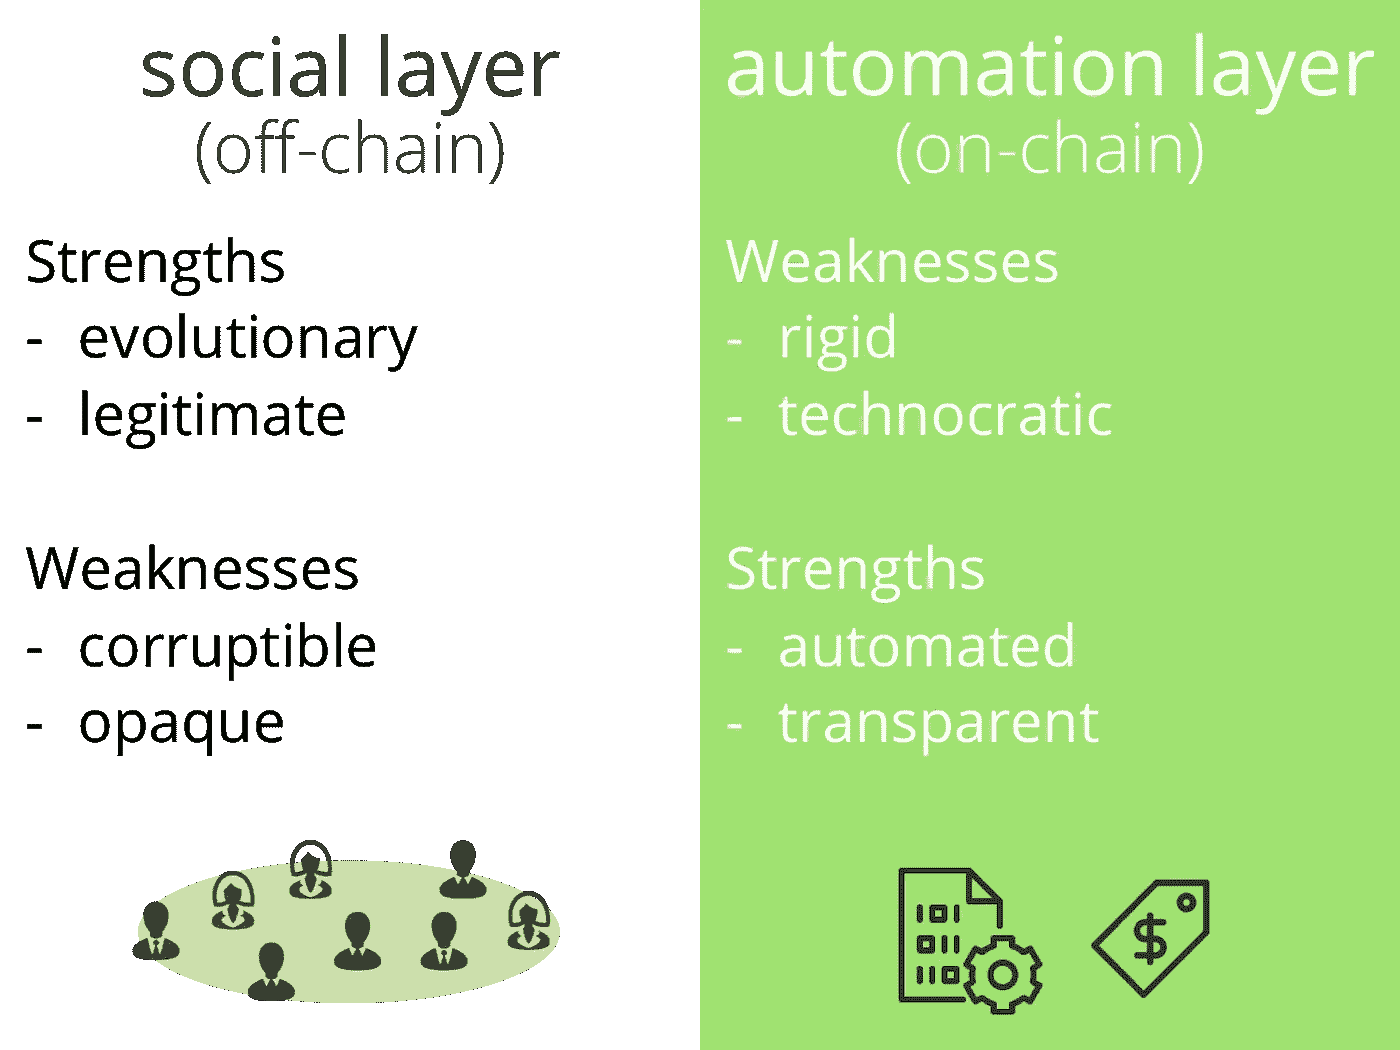 social layer
(off-chain)
Strengths
- evolutionary
- legitimate
Weaknesses
- corruptible
- opaque
automation layer
(on-chain)
Weaknesses
- rigid
- technocratic
Strengths
- automated
- transparent
101
011
110
$